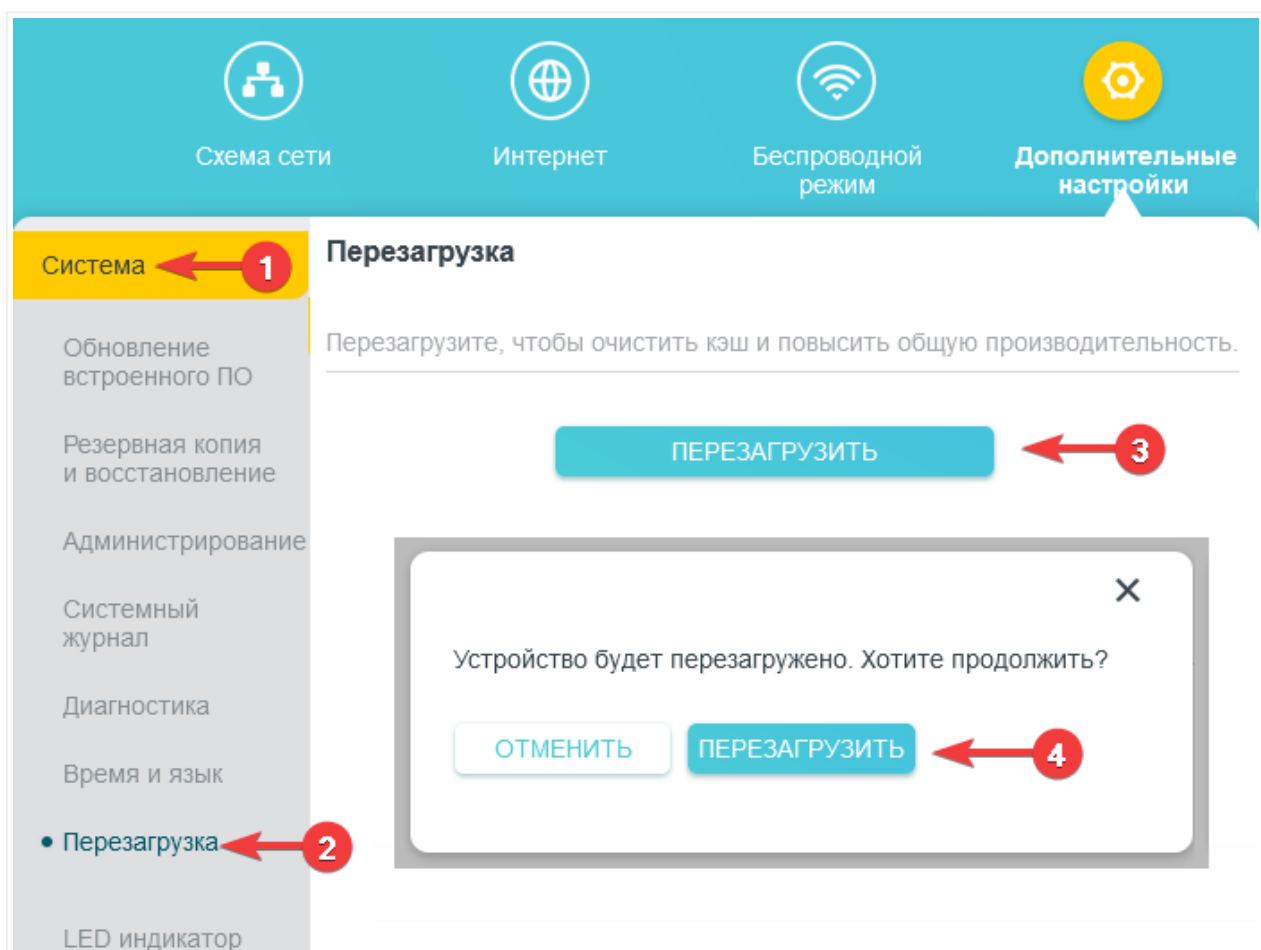 Схема сети
Интернет
Беспроводной
режим
Дополнительные
настройки
Система
1
Перезагрузка
Перезагрузите, чтобы очистить кэш и повысить общую производительность.
Обновление
встроенного ПО
Резервная копия
и восстановление
Администрирование
Системный
журнал
Диагностика
Время и язык
Перезагрузка
2
LED индикатор
ПЕРЕЗАГРУЗИТЬ
3
Устройство будет перезагружено. Хотите продолжить?
ОТМЕНИТЬ
ПЕРЕЗАГРУЗИТЬ
4